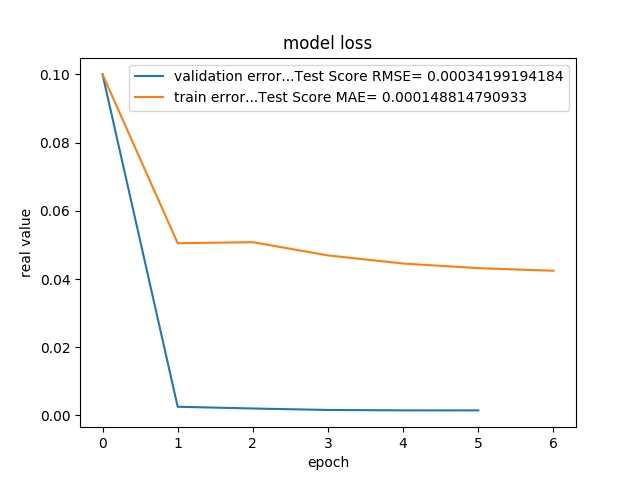 model loss
validation error...Test Score RMSE= 0.00034199194184
train error...Test Score MAE= 0.000148814790933
0.10
0.08
0.06
0.04
0.02
0.00
real value
0 1 2 3 4 5 6
epoch